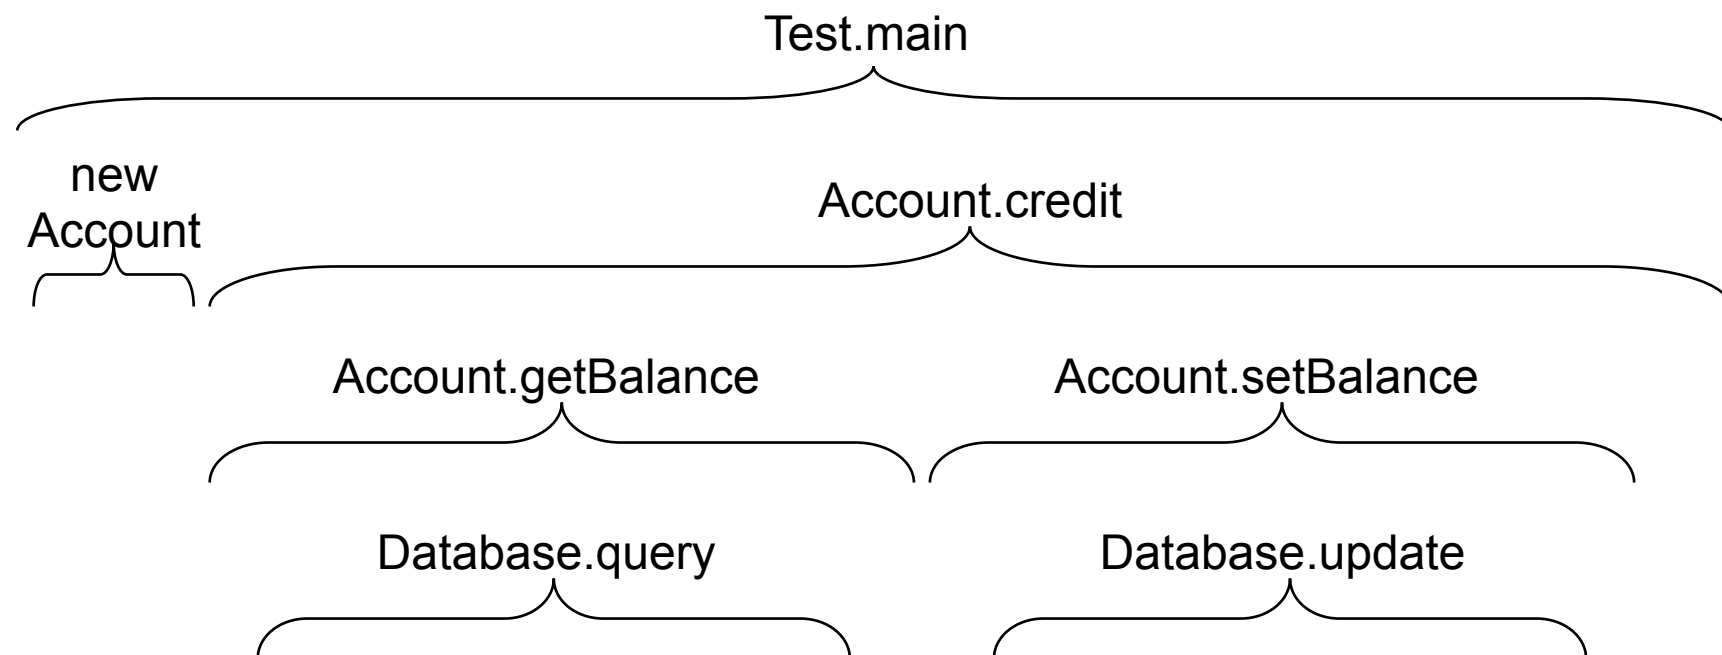 Test.main
new
Account
Account.credit
Account.getBalance
Account.setBalance
Database.query
Database.update